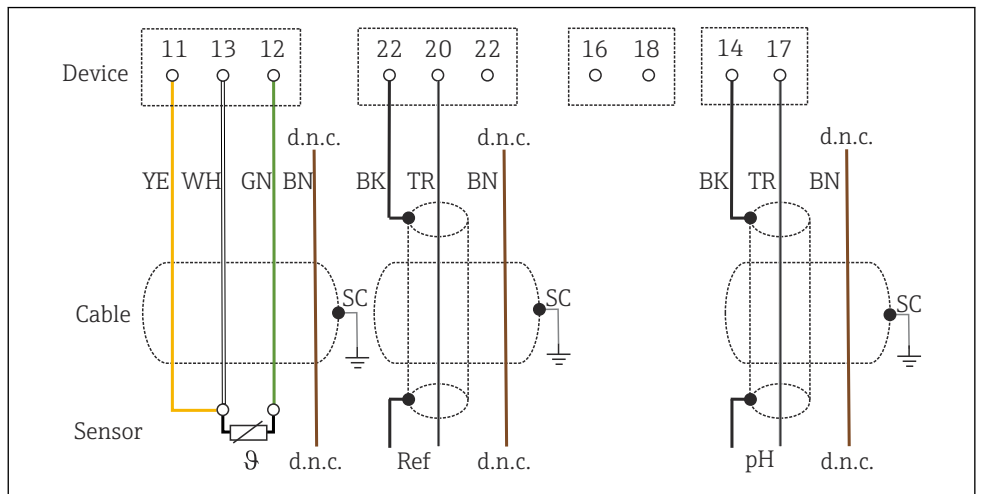 11 13 12 22 20 22 16 18 14 17
Device
d.n.c. d.n.c. d.n.c.
YE WH GN BN BK TR BN BK TR BN
SC SC SC
Cable
Sensor
ϑ d.n.c. Ref d.n.c. pH d.n.c.